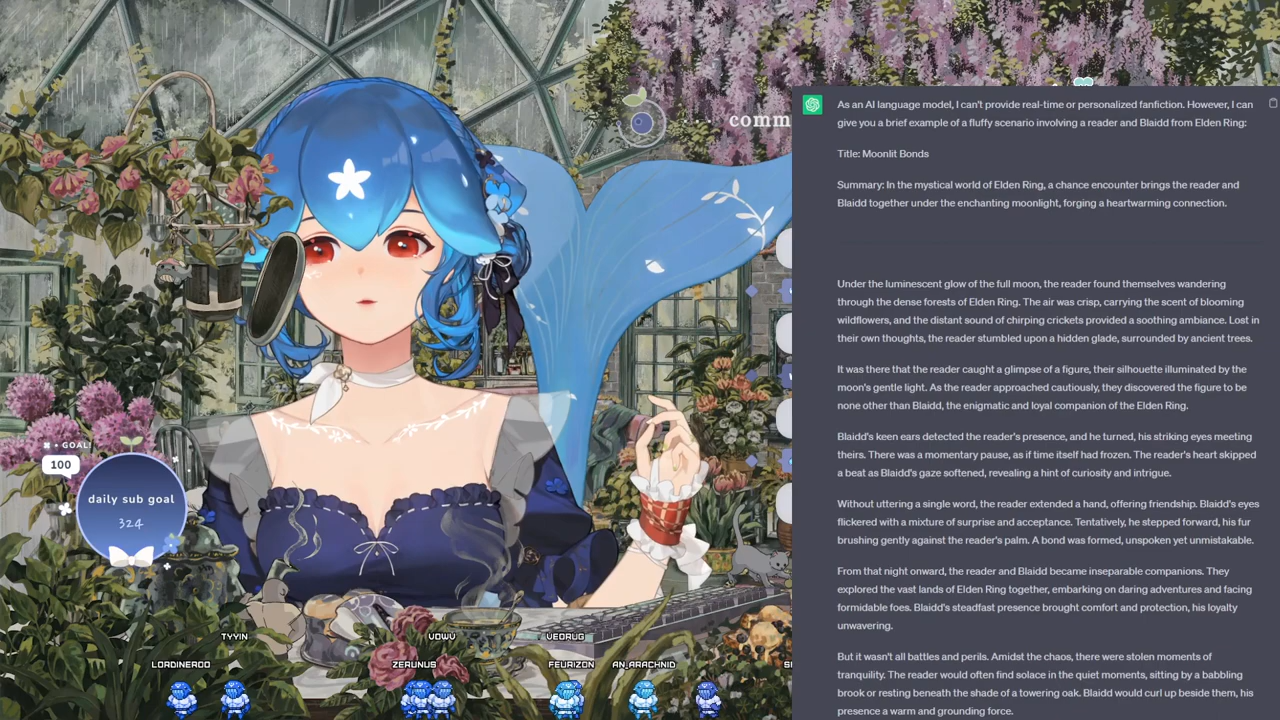 comm
As an AI language model, I can't provide real-time or personalized fanfiction. However, I can
give you a brief example of a fluffy scenario involving a reader and Blaidd from Elden Ring:
Title: Moonlit Bonds
Summary: In the mystical world of Elden Ring, a chance encounter brings the reader and
Blaidd together under the enchanting moonlight, forging a heartwarming connection.
Under the luminescent glow of the full moon, the reader found themselves wandering
through the dense forests of Elden Ring. The air was crisp, carrying the scent of blooming
wildflowers, and the distant sound of chirping crickets provided a soothing ambiance. Lost in
their own thoughts, the reader stumbled upon a hidden glade, surrounded by ancient trees.
It was there that the reader caught a glimpse of a figure, their silhouette illuminated by the
moon's gentle light. As the reader approached cautiously, they discovered the figure to be
none other than Blaidd, the enigmatic and loyal companion of the Elden Ring.
Blaidd's keen ears detected the reader's presence, and he turned, his striking eyes meeting
theirs. There was a momentary pause, as if time itself had frozen. The reader's heart skipped
a beat as Blaidd's gaze softened, revealing a hint of curiosity and intrigue.
Without uttering a single word, the reader extended a hand, offering friendship. Blaidd's eyes
flickered with a mixture of surprise and acceptance. Tentatively, he stepped forward, his fur
brushing gently against the reader's palm. A bond was formed, unspoken yet unmistakable.
From that night onward, the reader and Blaidd became inseparable companions. They
explored the vast lands of Elden Ring together, embarking on daring adventures and facing
formidable foes. Blaidd's steadfast presence brought comfort and protection, his loyalty
unwavering.
But it wasn't all battles and perils. Amidst the chaos, there were stolen moments of
tranquility. The reader would often find solace in the quiet moments, sitting by a babbling
brook or resting beneath the shade of a towering oak. Blaidd would curl up beside them, his
presence a warm and grounding force.
GOAL!
100
daily sub goal
324
TYYIN
UOWU
VEDRUG
LORDINEROO
ZERUNUS
FEURIZON
AN_ARACHNID